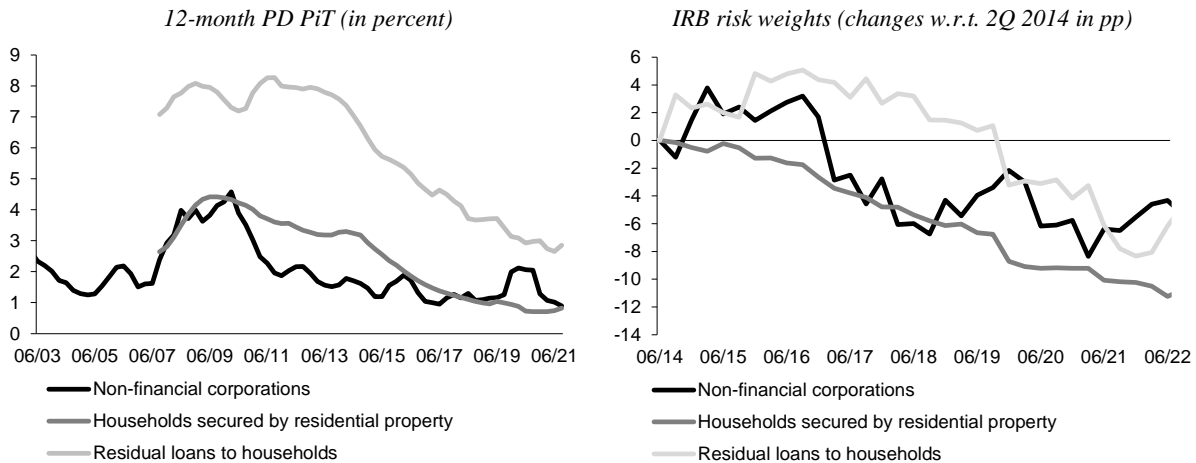 12-month PD PiT (in percent)
9
8
7
6
5
4
3
2
1
0
06/03 06/05 06/07 06/09 06/11 06/13 06/15 06/17 06/19 06/21
Non-financial corporations
Households secured by residential property
Residual loans to households
IRB risk weights (changes w.r.t. 2Q 2014 in pp)
6
4
2
0
-2
-4
-6
-8
-10
-12
-14
06/14 06/15 06/16 06/17 06/18 06/19 06/20 06/21 06/22
Non-financial corporations
Households secured by residential property
Residual loans to households